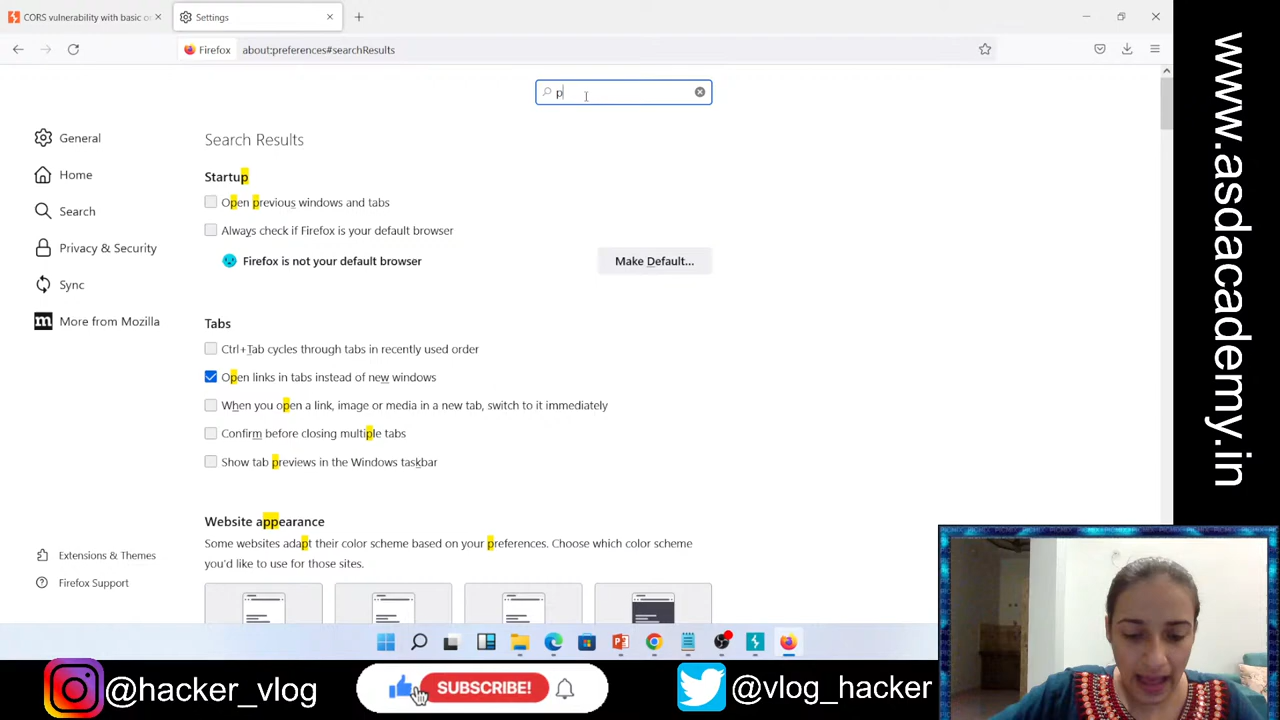 CORS vulnerability with basic o
Settings
Firefox
about:preferences#searchResults
p
General
Home
Search
Privacy & Security
Sync
More from Mozilla
Extensions & Themes
Firefox Support
Search Results
Startup
Open previous windows and tabs
Always check if Firefox is your default browser
Firefox is not your default browser
Make Default...
Tabs
Ctrl+Tab cycles through tabs in recently used order
Open links in tabs instead of new windows
When you open a link, image or media in a new tab, switch to it immediately
Confirm before closing multiple tabs
Show tab previews in the Windows taskbar
Website appearance
Some websites adapt their color scheme based on your preferences. Choose which color scheme
you'd like to use for those sites.
www.asdacademy.in
@hacker_vlog
SUBSCRIBE!
@vlog_hacker